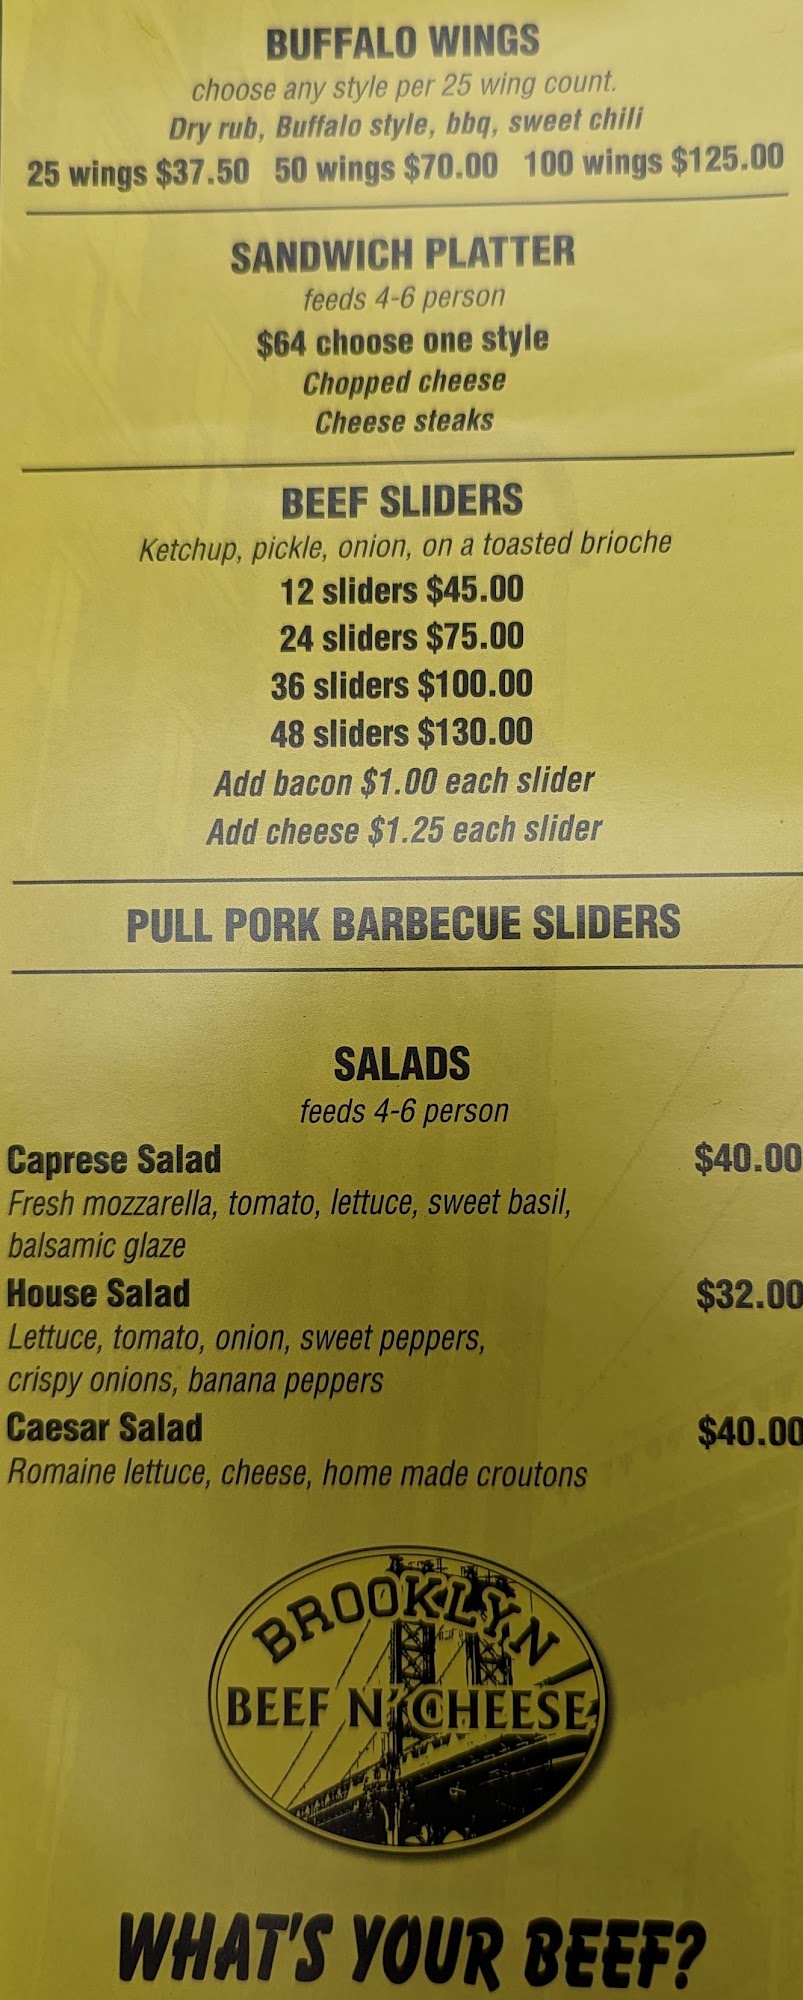 BUFFALO WINGS
choose any style per 25 wing count.
Dry rub, Buffalo style, bbq, sweet chili
25 wings $37.50 50 wings $70.00 100 wings $125.00
SANDWICH PLATTER
feeds 4-6 person
$64 choose one style
Chopped cheese
Cheese steaks
BEEF SLIDERS
Ketchup, pickle, onion, on a toasted brioche
12 sliders $45.00
24 sliders $75.00
36 sliders $100.00
48 sliders $130.00
Add bacon $1.00 each slider
Add cheese $1.25 each slider
PULL PORK BARBECUE SLIDERS
SALADS
feeds 4-6 person
Caprese Salad $40.00
Fresh mozzarella, tomato, lettuce, sweet basil,
balsamic glaze
House Salad $32.00
Lettuce, tomato, onion, sweet peppers,
crispy onions, banana peppers
Caesar Salad $40.00
Romaine lettuce, cheese, home made croutons
BROOKLYN
BEEF N' CHEESE
WHAT'S YOUR BEEF?